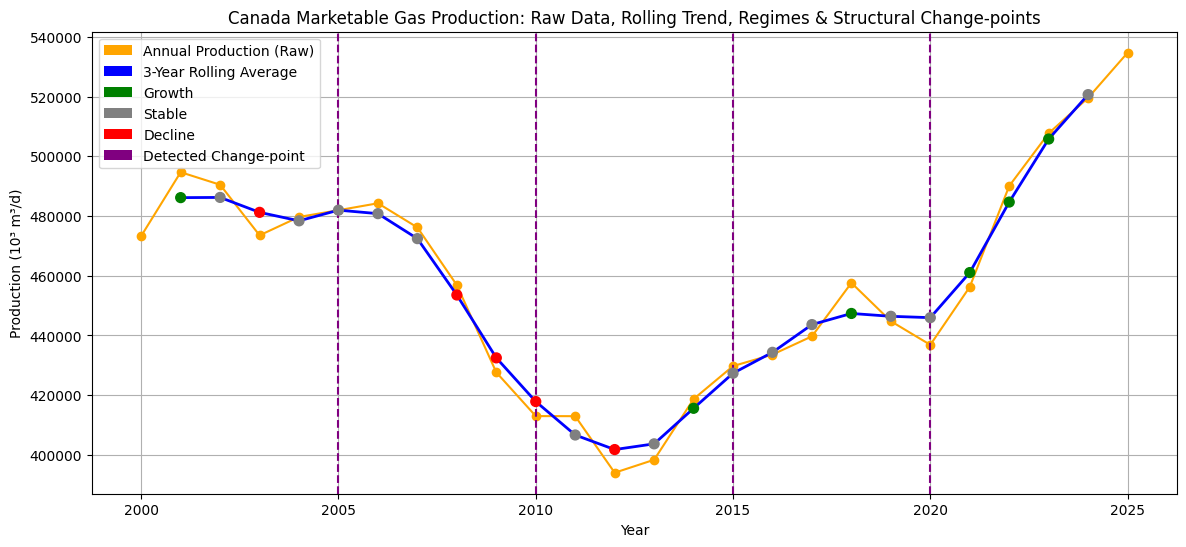 Canada Marketable Gas Production: Raw Data, Rolling Trend, Regimes & Structural Change-points
540000
520000
500000
480000
460000
440000
420000
400000
Production (10³ m³/d)
Annual Production (Raw)
3-Year Rolling Average
Growth
Stable
Decline
Detected Change-point
2000 2005 2010 2015 2020 2025
Year